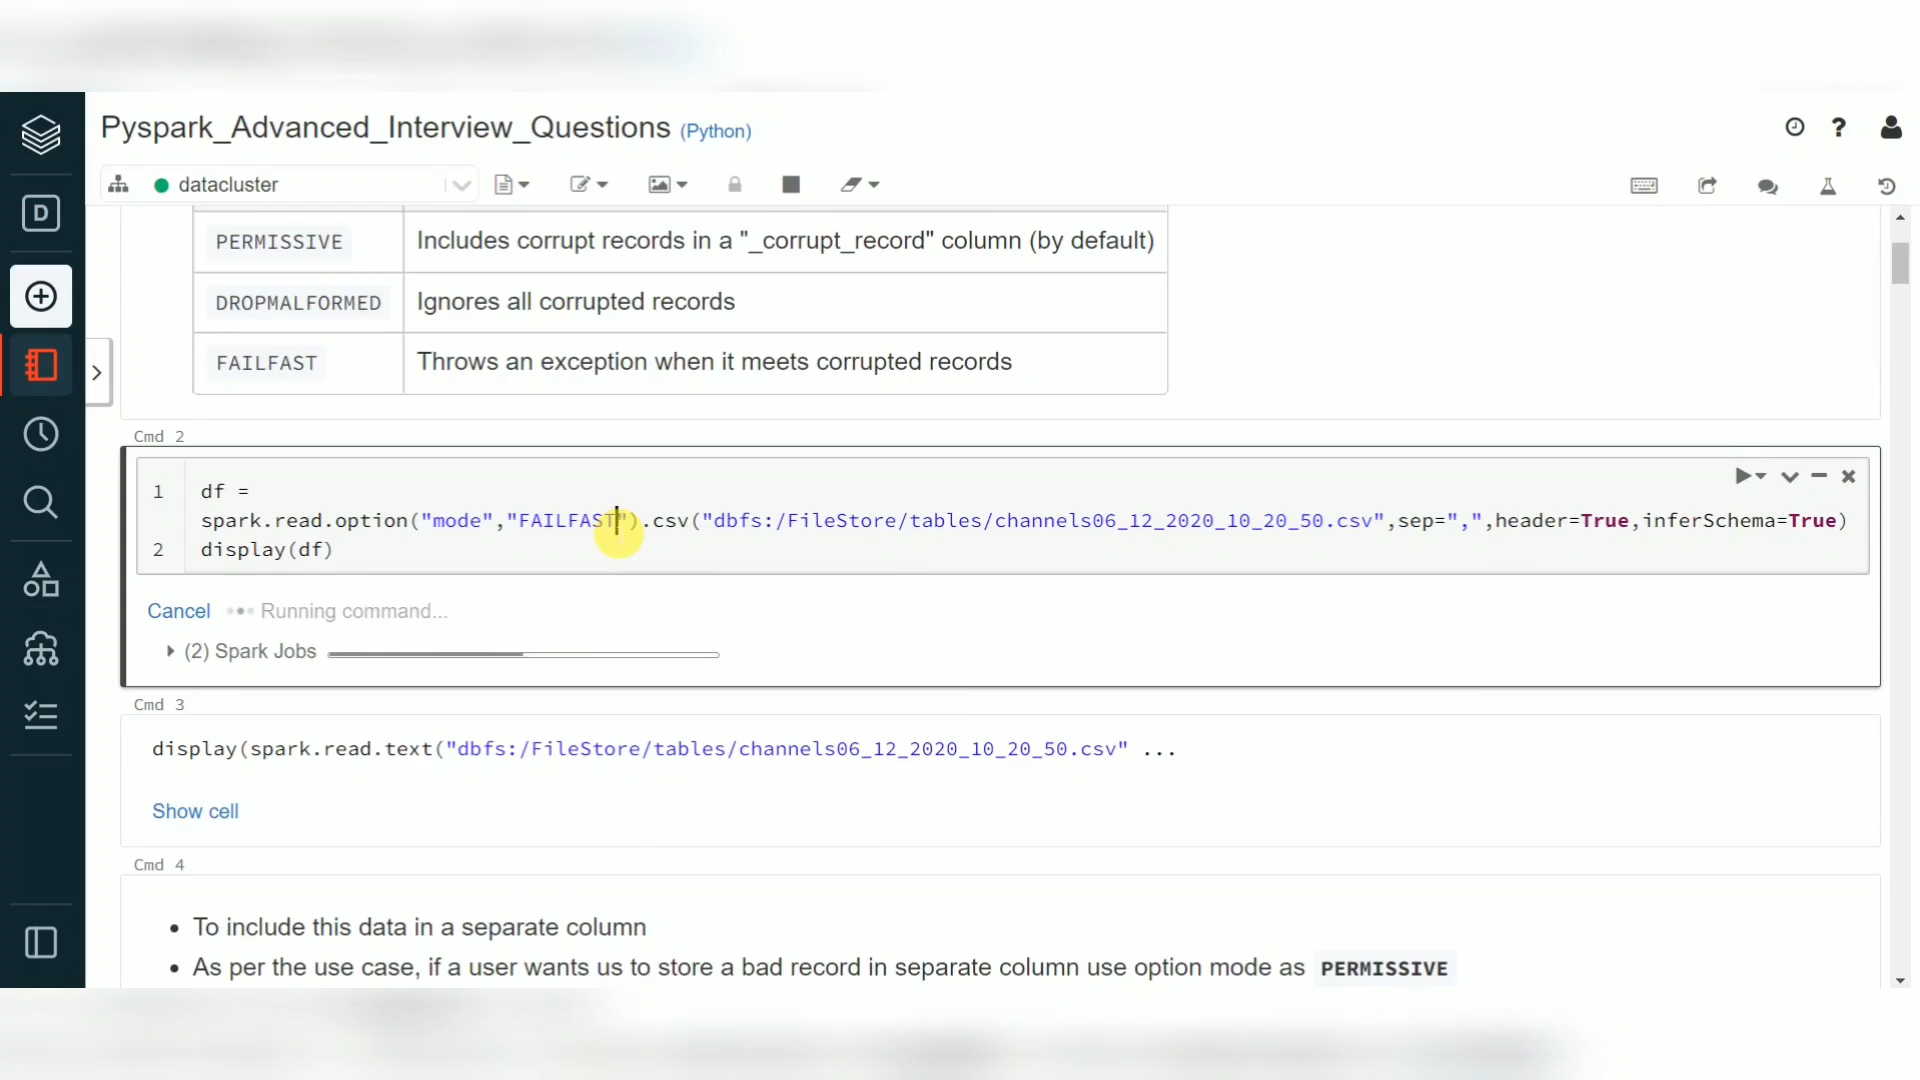 Pyspark_Advanced_Interview_Questions (Python)
datacluster
D
PERMISSIVE Includes corrupt records in a "_corrupt_record" column (by default)
DROPMALFORMED Ignores all corrupted records
FAILFAST Throws an exception when it meets corrupted records
Cmd 2
1 df =
spark.read.option("mode","FAILFAST").csv("dbfs:/FileStore/tables/channels06_12_2020_10_20_50.csv",sep=",",header=True,inferSchema=True)
2 display(df)
Cancel Running command...
(2) Spark Jobs
Cmd 3
display(spark.read.text("dbfs:/FileStore/tables/channels06_12_2020_10_20_50.csv" ...
Show cell
Cmd 4
• To include this data in a separate column
• As per the use case, if a user wants us to store a bad record in separate column use option mode as PERMISSIVE